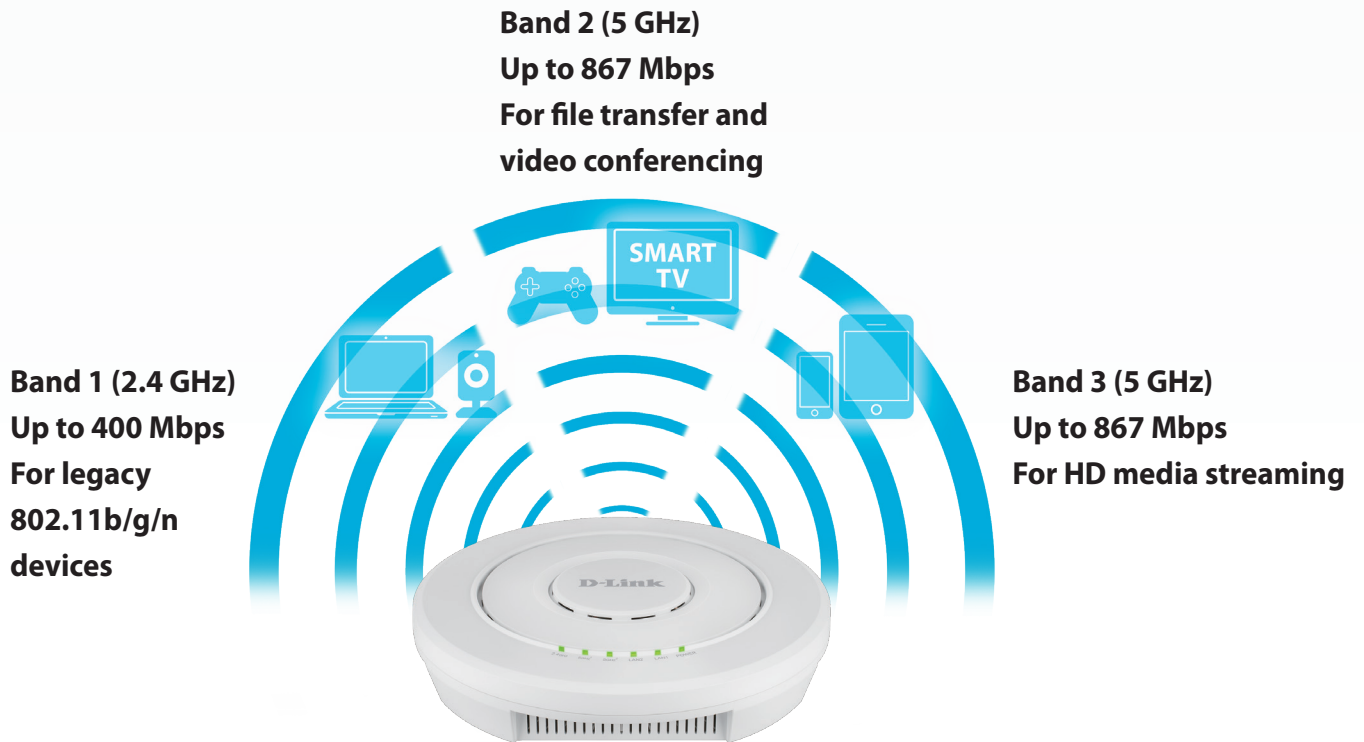 Band 2 (5 GHz)
Up to 867 Mbps
For file transfer and
video conferencing
SMART
TV
Band 1 (2.4 GHz)
Up to 400 Mbps
For legacy
802.11b/g/n
devices
Band 3 (5 GHz)
Up to 867 Mbps
For HD media streaming
D-Link